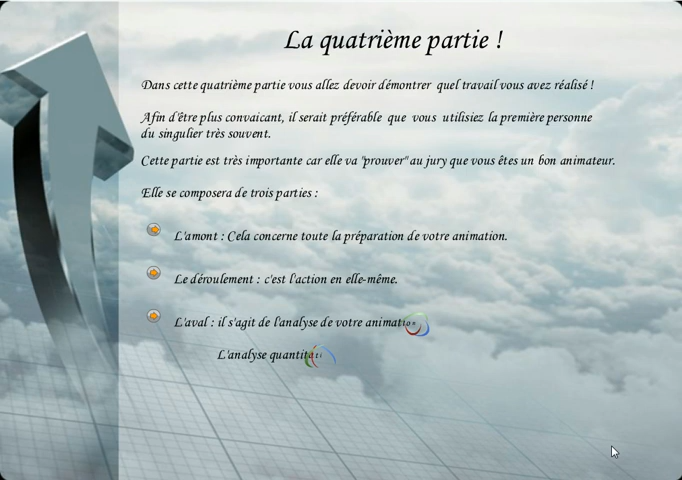 La quatrième partie !
Dans cette quatrième partie vous allez devoir démontrer quel travail vous avez réalisé !
Afin d'être plus convaicant, il serait préférable que vous utilisiez la première personne
du singulier très souvent.
Cette partie est très importante car elle va "prouver" au jury que vous êtes un bon animateur.
Elle se composera de trois parties :
L'amont : Cela concerne toute la préparation de votre animation.
Le déroulement : c'est l'action en elle-même.
L'aval : il s'agit de l'analyse de votre animation
L'analyse